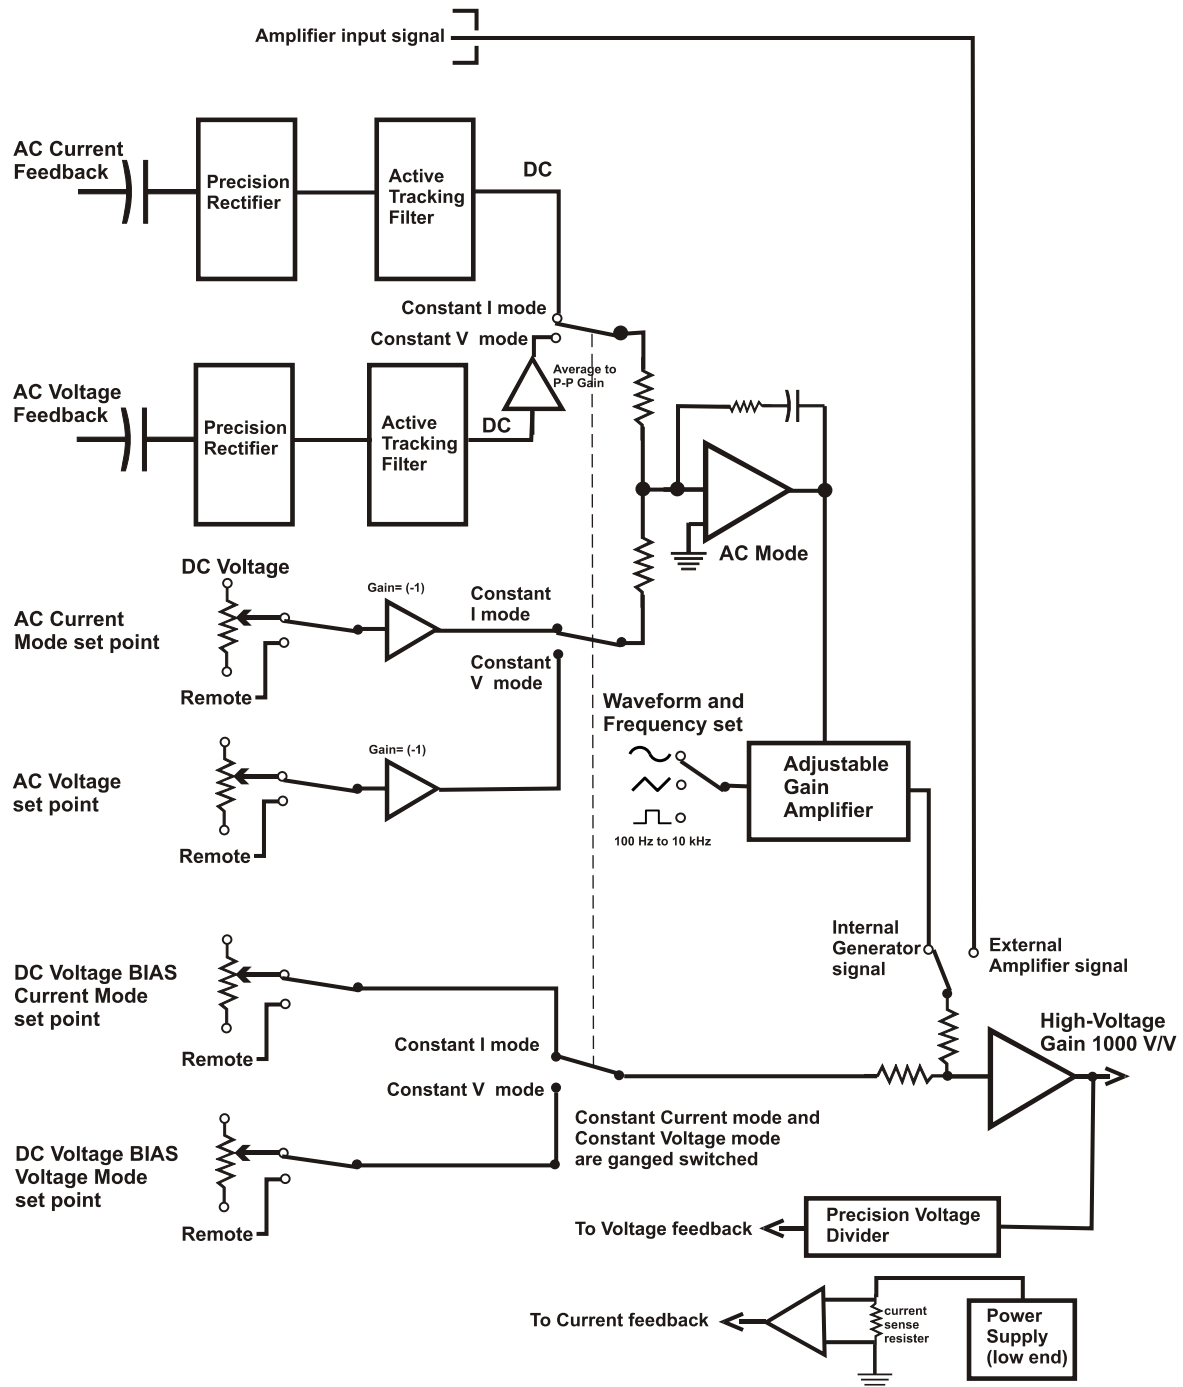 Amplifier input signal
AC Current
Feedback
Precision
Rectifier
Active
Tracking
Filter
DC
Constant I mode
Constant V mode
Average to
P-P Gain
AC Voltage
Feedback
Precision
Rectifier
Active
Tracking
Filter
DC
AC Mode
DC Voltage
Gain= (-1)
Constant
I mode
AC Current
Mode set point
Remote
Constant
V mode
Waveform and
Frequency set
Gain= (-1)
AC Voltage
set point
Remote
100 Hz to 10 kHz
Adjustable
Gain
Amplifier
Internal
Generator
signal
External
Amplifier signal
DC Voltage BIAS
Current Mode
set point
Remote
Constant I mode
Constant V mode
High-Voltage
Gain 1000 V/V
Constant Current mode and
Constant Voltage mode
are ganged switched
DC Voltage BIAS
Voltage Mode
set point
Remote
To Voltage feedback
Precision Voltage
Divider
To Current feedback
current
sense
resister
Power
Supply
(low end)